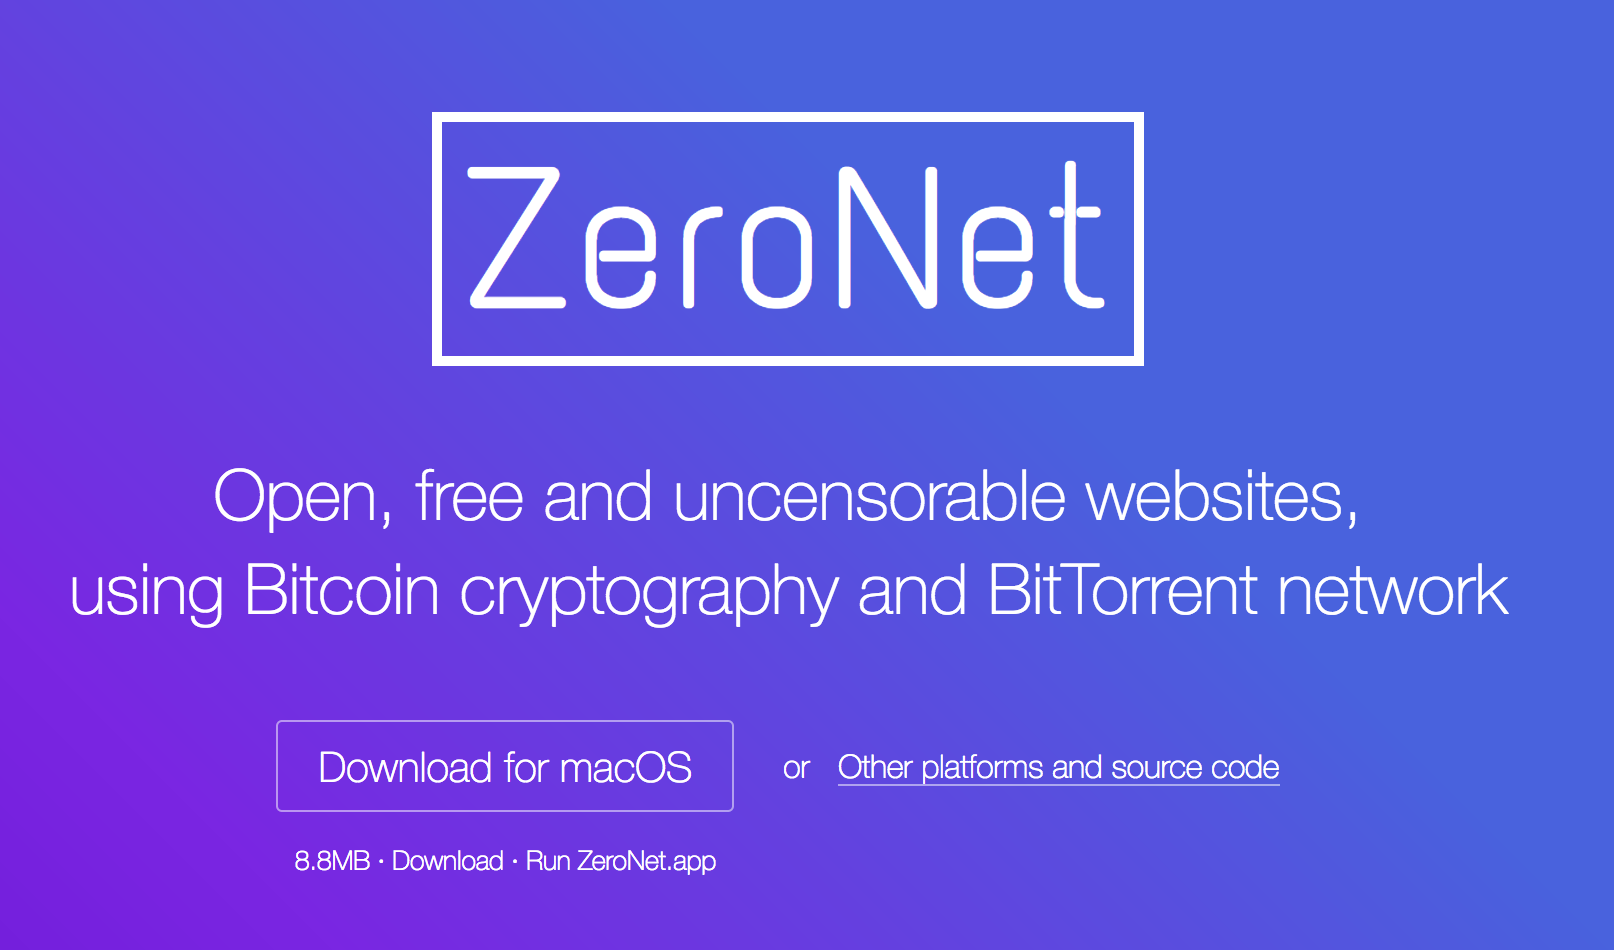 ZeroNet
Open, free and uncensorable websites,
using Bitcoin cryptography and BitTorrent network
Download for macOS or Other platforms and source code
8.8MB · Download · Run ZeroNet.app